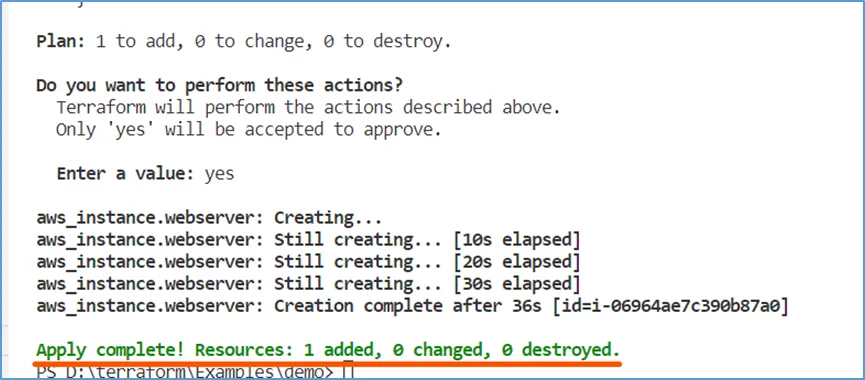 Plan: 1 to add, 0 to change, 0 to destroy.
Do you want to perform these actions?
Terraform will perform the actions described above.
Only 'yes' will be accepted to approve.
Enter a value: yes
aws_instance.webserver: Creating...
aws_instance.webserver: Still creating... [10s elapsed]
aws_instance.webserver: Still creating... [20s elapsed]
aws_instance.webserver: Still creating... [30s elapsed]
aws_instance.webserver: Creation complete after 36s [id=i-06964ae7c390b87a0]
Apply complete! Resources: 1 added, 0 changed, 0 destroyed.
PS D:\terraform\Examples\demo>